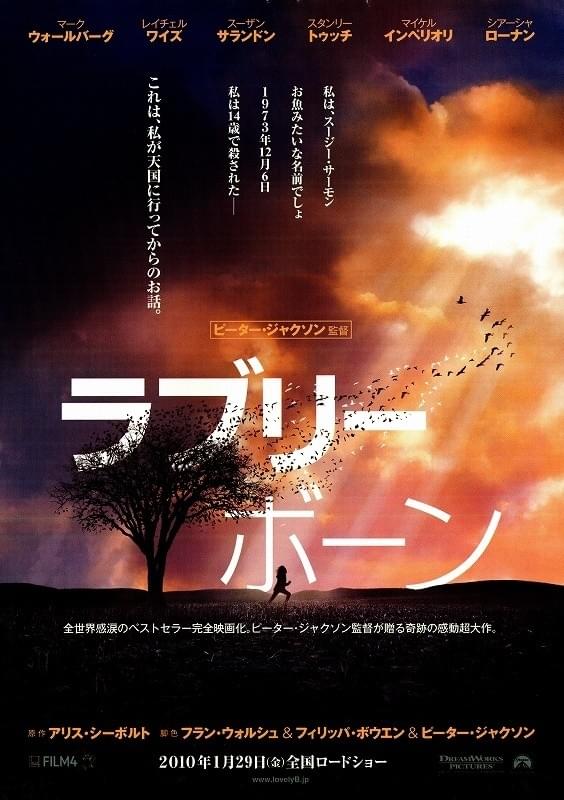 マーク ウォールバーグ
レイチェル ワイズ
スーザン サランドン
スタンリー トゥッチ
マイケル インペリオリ
シアーシャ ローナン
私は、スージー・サーモン
お魚みたいな名前でしょ
1973年12月6日
私は14歳で殺された―
これは、私が天国に行ってからのお話。
ピーター・ジャクソン 監督
ラブリー
ボーン
全世界感涙のベストセラー完全映画化。ピーター・ジャクソン監督が贈る奇跡の感動超大作。
原作 アリス・シーボルト 脚色 フラン・ウォルシュ & フィリッパ・ボウエン & ピーター・ジャクソン
FILM4
2010年1月29日(金)全国ロードショー
www.lovelyB.jp
DREAMWORKS PICTURES